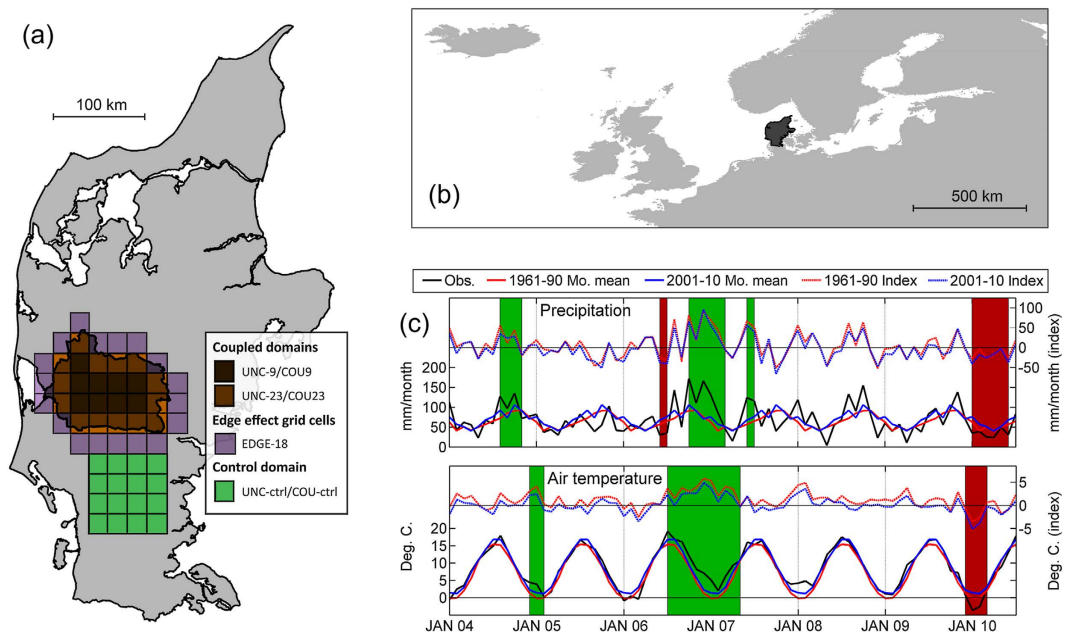 (a)
100 km
Coupled domains
UNC-9/COU9
UNC-23/COU23
Edge effect grid cells
EDGE-18
Control domain
UNC-ctrl/COU-ctrl
(b)
500 km
Obs. 1961-90 Mo. mean 2001-10 Mo. mean 1961-90 Index 2001-10 Index
(c)
Precipitation
100
50
0
-50
mm/month (index)
200
150
100
50
0
mm/month
Air temperature
5
0
-5
Deg. C. (index)
20
15
10
5
0
Deg. C.
JAN 04 JAN 05 JAN 06 JAN 07 JAN 08 JAN 09 JAN 10